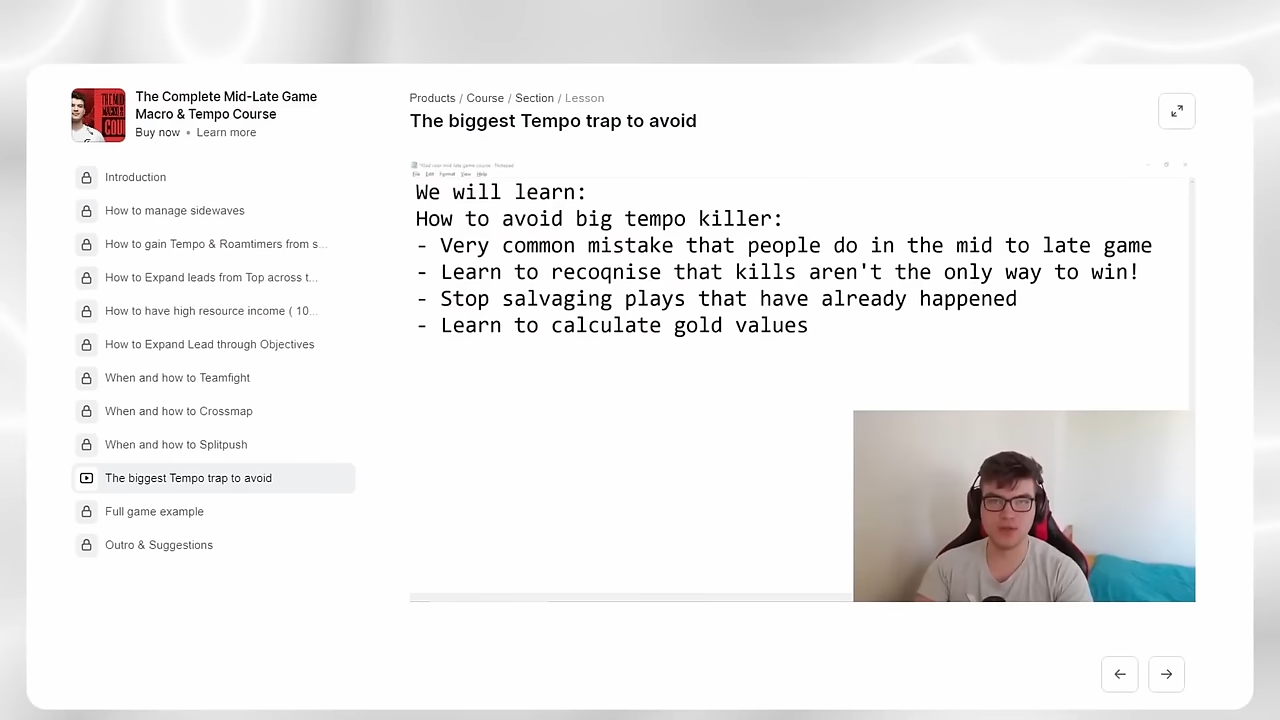 The Complete Mid-Late Game
Macro & Tempo Course
Buy now • Learn more
Introduction
How to manage sidewaves
How to gain Tempo & Roamtimers from s...
How to Expand leads from Top across t...
How to have high resource income ( 10...
How to Expand Lead through Objectives
When and how to Teamfight
When and how to Crossmap
When and how to Splitpush
The biggest Tempo trap to avoid
Full game example
Outro & Suggestions
Products / Course / Section / Lesson
The biggest Tempo trap to avoid
File Edit Format View Help
We will learn:
How to avoid big tempo killer:
- Very common mistake that people do in the mid to late game
- Learn to recoqnise that kills aren't the only way to win!
- Stop salvaging plays that have already happened
- Learn to calculate gold values